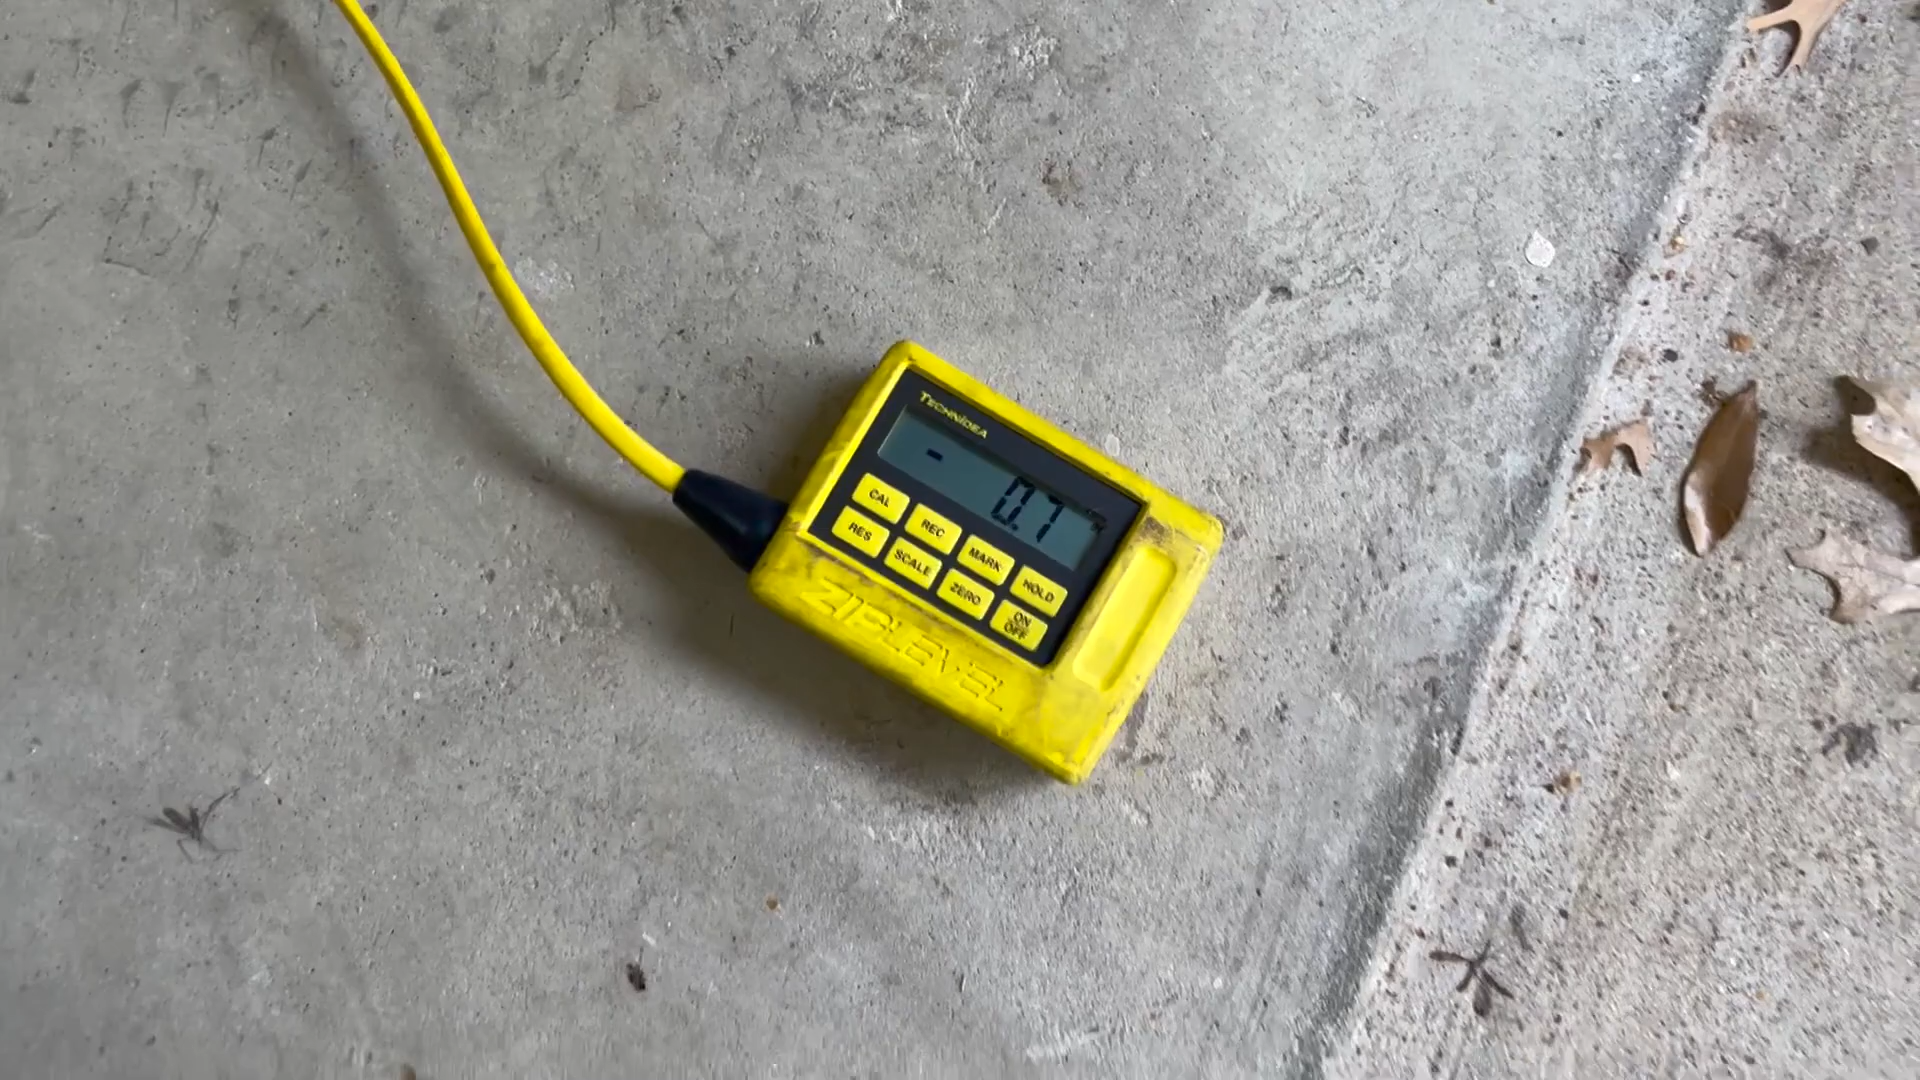 TECHNIDEA
- 0.7
CAL REC MARK HOLD
RES SCALE ZERO ON OFF
ZIPLEVEL